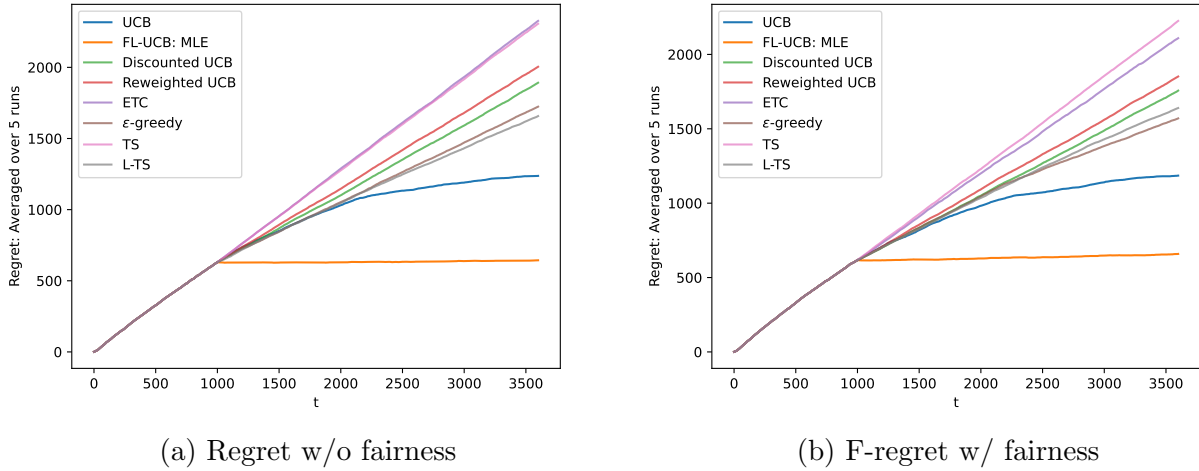 Regret: Averaged over 5 runs
UCB
FL-UCB: MLE
Discounted UCB
Reweighted UCB
ETC
ε-greedy
TS
L-TS
2000
1500
1000
500
0
0 500 1000 1500 2000 2500 3000 3500
t
(a) Regret w/o fairness
Regret: Averaged over 5 runs
UCB
FL-UCB: MLE
Discounted UCB
Reweighted UCB
ETC
ε-greedy
TS
L-TS
2000
1500
1000
500
0
0 500 1000 1500 2000 2500 3000 3500
t
(b) F-regret w/ fairness